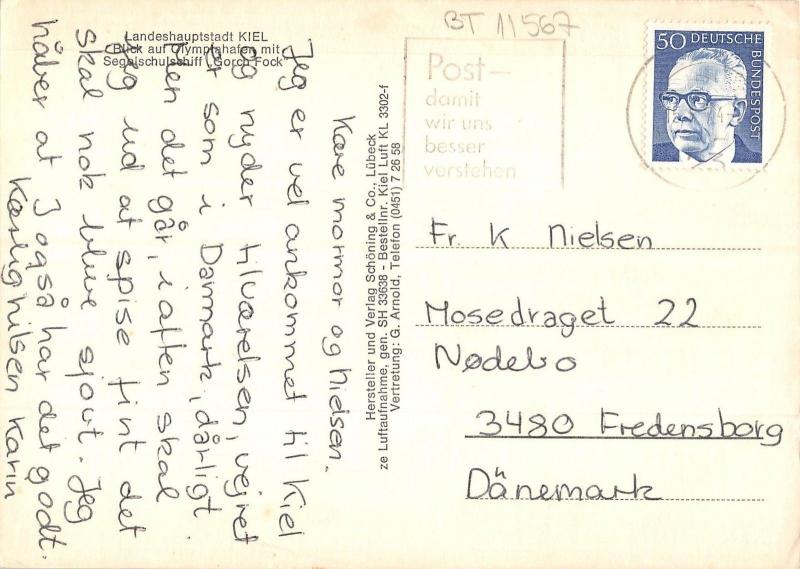 Landeshauptstadt KIEL
Blick auf Olympiahafen mit
Segelschulschiff „Gorch Fock"
Kære mormor og Nielsen.
Jeg er vel ankommet til Kiel
og nyder tilværelsen, vejret
er som i Danmark, dårligt
men det går, i aften skal
jeg ud at spise fint det
skal nok blive sjovt. Jeg
håber at I også har det godt.
Kærlig hilsen Karin
Hersteller und Verlag Schöning & Co., Lübeck
ze Luftaufnahme, gen. SH 33638 - Bestellnr. Kiel Luft KL 3302-f
Vertretung: G. Arnold, Telefon (0451) 7 26 58
BT 11567
Post-
damit
wir uns
besser
verstehen
50 DEUTSCHE
BUNDESPOST
Fr. K Nielsen
Mosedraget 22
Nødebo
3480 Fredensborg
Dänemark